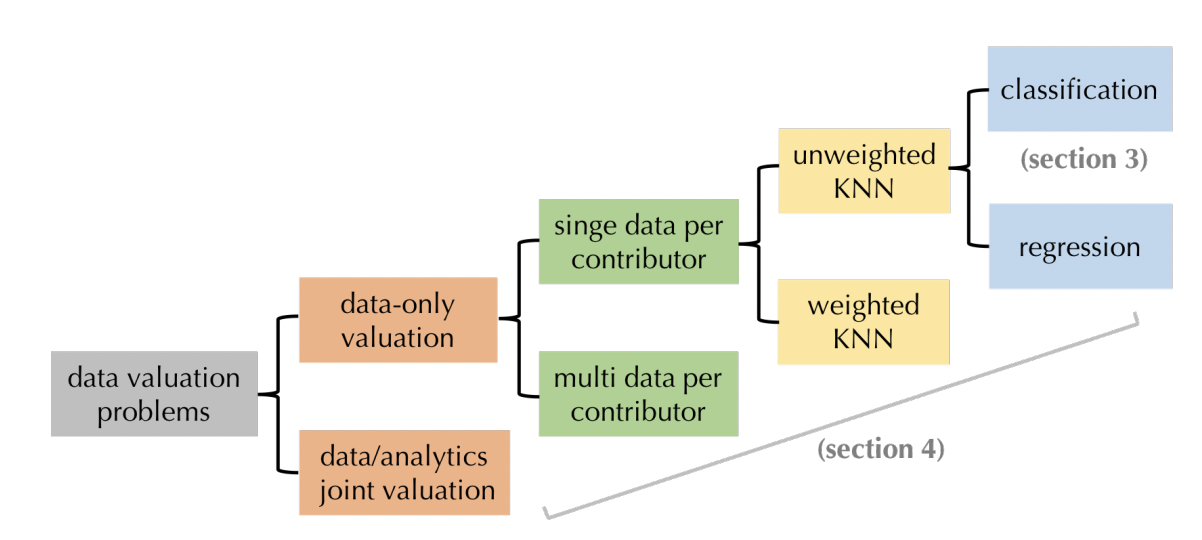 classification
(section 3)
unweighted
KNN
regression
singe data per
contributor
weighted
KNN
data-only
valuation
data valuation
problems
multi data per
contributor
data/analytics
joint valuation
(section 4)